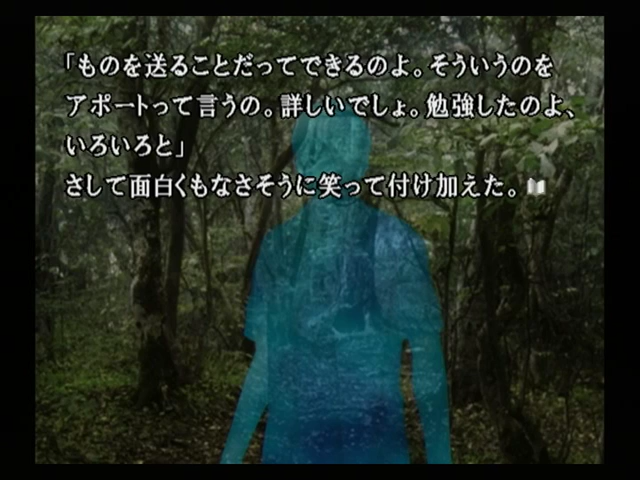 「ものを送ることだってできるのよ。そういうのを
アポートって言うの。詳しいでしょ。勉強したのよ、
いろいろと」
さして面白くもなさそうに笑って付け加えた。